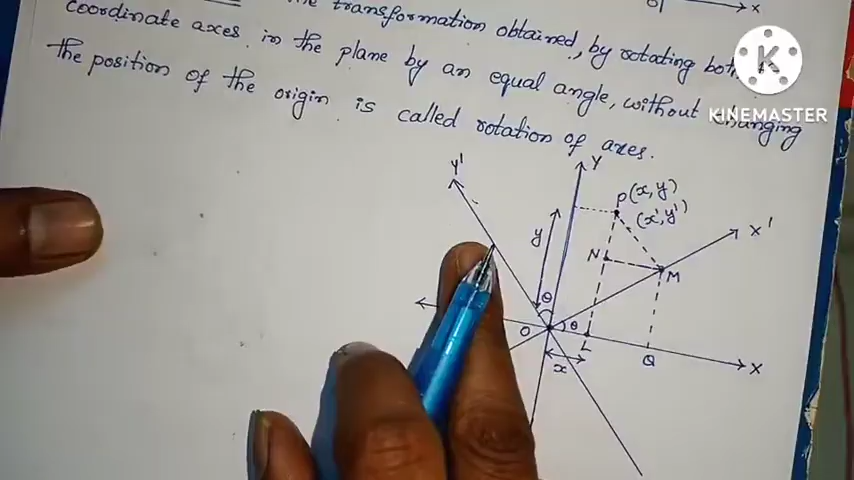 The transformation obtained, by rotating both
coordinate axes in the plane by an equal angle, without changing
The position of the origin is called rotation of axes.
KINEMASTER
X
Y'
Y
P(x,y)
(x',y')
X'
y
N
M
θ
O
θ
L
x
Q
X